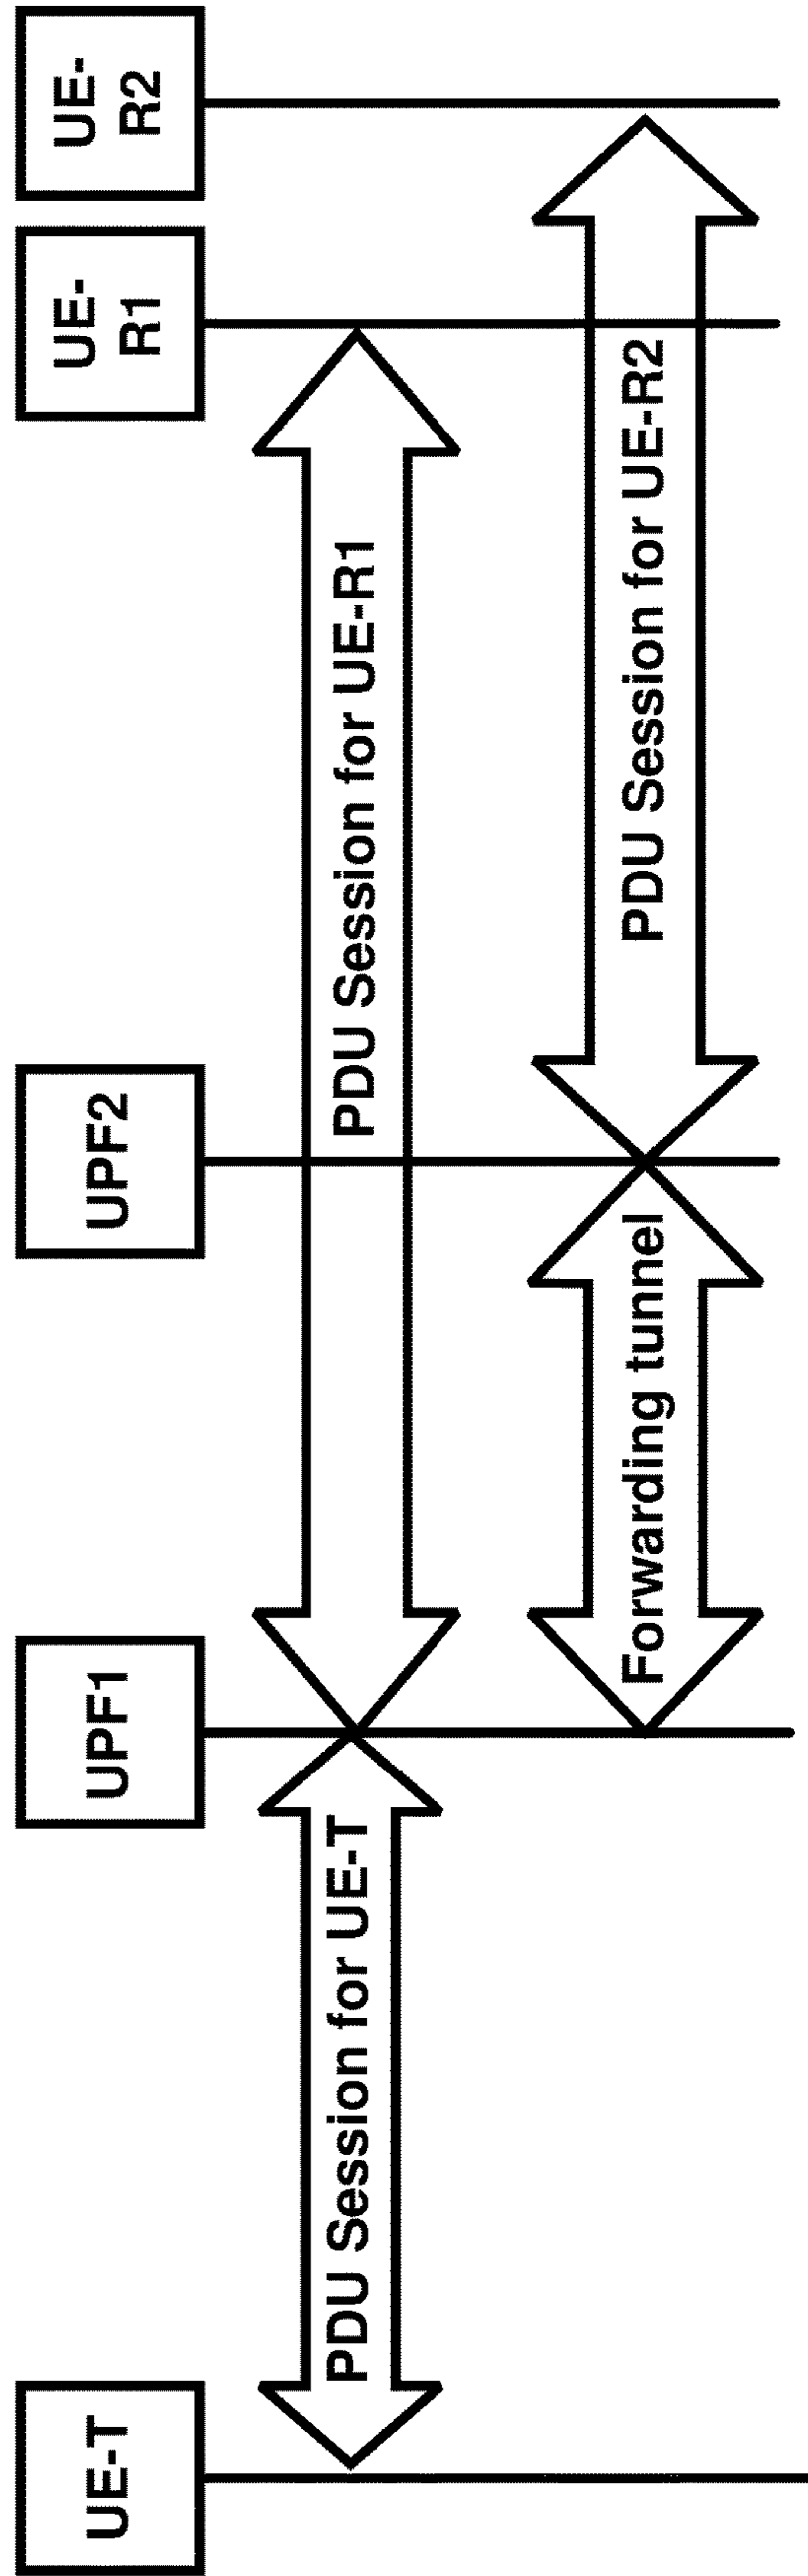 UE-T
UPF1
UPF2
UE-
R1
UE-
R2
PDU Session for UE-T
PDU Session for UE-R1
Forwarding tunnel
PDU Session for UE-R2